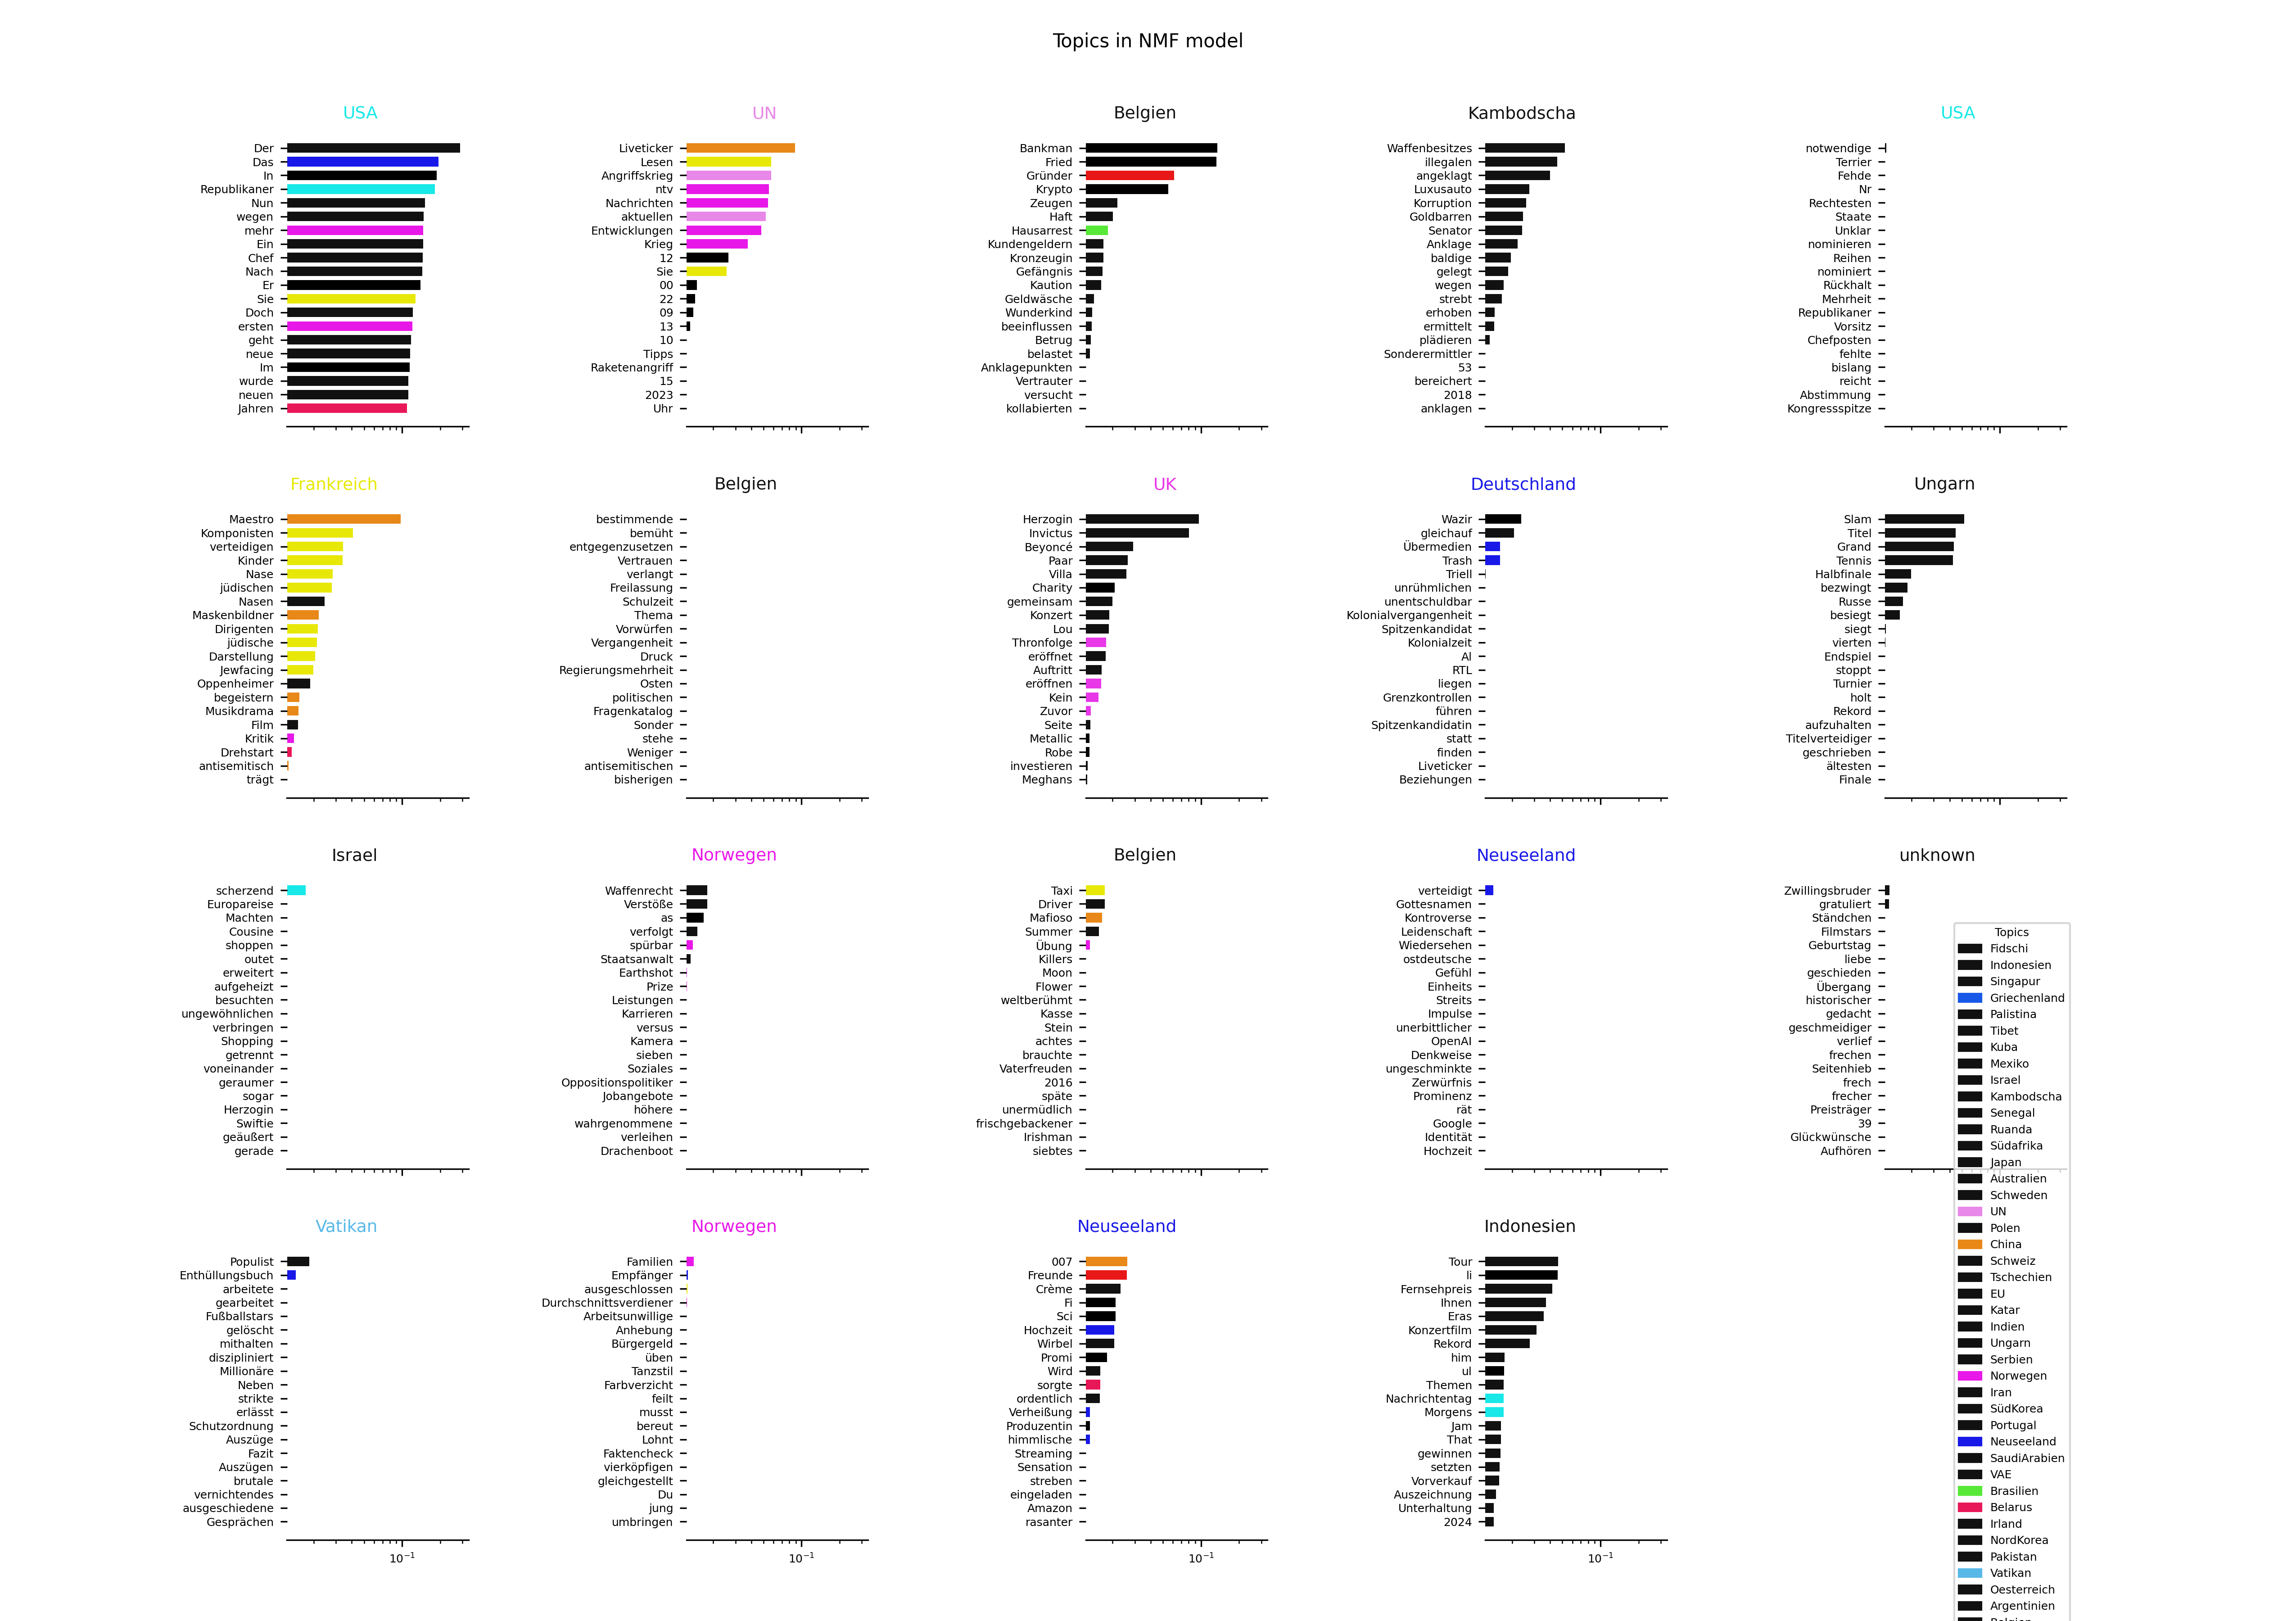 Topics in NMF model
USA
Der
Das
In
Republikaner
Nun
wegen
mehr
Ein
Chef
Nach
Er
Sie
Doch
ersten
geht
neue
Im
wurde
neuen
Jahren
UN
Liveticker
Lesen
Angriffskrieg
ntv
Nachrichten
aktuellen
Entwicklungen
Krieg
12
Sie
00
22
09
13
10
Tipps
Raketenangriff
15
2023
Uhr
Belgien
Bankman
Fried
Gründer
Krypto
Zeugen
Haft
Hausarrest
Kundengeldern
Kronzeugin
Gefängnis
Kaution
Geldwäsche
Wunderkind
beeinflussen
Betrug
belastet
Anklagepunkten
Vertrauter
versucht
kollabierten
Kambodscha
Waffenbesitzes
illegalen
angeklagt
Luxusauto
Korruption
Goldbarren
Senator
Anklage
baldige
gelegt
wegen
strebt
erhoben
ermittelt
plädieren
Sonderermittler
53
bereichert
2018
anklagen
USA
notwendige
Terrier
Fehde
Nr
Rechtesten
Staate
Unklar
nominieren
Reihen
nominiert
Rückhalt
Mehrheit
Republikaner
Vorsitz
Chefposten
fehlte
bislang
reicht
Abstimmung
Kongressspitze
Frankreich
Maestro
Komponisten
verteidigen
Kinder
Nase
jüdischen
Nasen
Maskenbildner
Dirigenten
jüdische
Darstellung
Jewfacing
Oppenheimer
begeistern
Musikdrama
Film
Kritik
Drehstart
antisemitisch
trägt
Belgien
bestimmende
bemüht
entgegenzusetzen
Vertrauen
verlangt
Freilassung
Schulzeit
Thema
Vorwürfen
Vergangenheit
Druck
Regierungsmehrheit
Osten
politischen
Fragenkatalog
Sonder
stehe
Weniger
antisemitischen
bisherigen
UK
Herzogin
Invictus
Beyoncé
Paar
Villa
Charity
gemeinsam
Konzert
Lou
Thronfolge
eröffnet
Auftritt
eröffnen
Kein
Zuvor
Seite
Metallic
Robe
investieren
Meghans
Deutschland
Wazir
gleichauf
Übermedien
Trash
Triell
unrühmlichen
unentschuldbar
Kolonialvergangenheit
Spitzenkandidat
Kolonialzeit
Al
RTL
liegen
Grenzkontrollen
führen
Spitzenkandidatin
statt
finden
Liveticker
Beziehungen
Ungarn
Slam
Titel
Grand
Tennis
Halbfinale
bezwingt
Russe
besiegt
siegt
vierten
Endspiel
stoppt
Turnier
holt
Rekord
aufzuhalten
Titelverteidiger
geschrieben
ältesten
Finale
Israel
scherzend
Europareise
Machten
Cousine
shoppen
outet
erweitert
aufgeheizt
besuchten
ungewöhnlichen
verbringen
Shopping
getrennt
voneinander
geraumer
sogar
Herzogin
Swiftie
geäußert
gerade
Norwegen
Waffenrecht
Verstöße
as
verfolgt
spürbar
Staatsanwalt
Earthshot
Prize
Leistungen
Karrieren
versus
Kamera
sieben
Soziales
Oppositionspolitiker
Jobangebote
höhere
wahrgenommene
verleihen
Drachenboot
Belgien
Taxi
Driver
Mafioso
Summer
Übung
Killers
Moon
Flower
weltberühmt
Kasse
Stein
achtes
brauchte
Vaterfreuden
2016
späte
unermüdlich
frischgebackener
Irishman
siebtes
Neuseeland
verteidigt
Gottesnamen
Kontroverse
Leidenschaft
Wiedersehen
ostdeutsche
Gefühl
Einheits
Streits
Impulse
unerbittlicher
OpenAI
Denkweise
ungeschminkte
Zerwürfnis
Prominenz
rät
Google
Identität
Hochzeit
unknown
Zwillingsbruder
gratuliert
Ständchen
Filmstars
Geburtstag
liebe
geschieden
Übergang
historischer
gedacht
geschmeidiger
verlief
frechen
Seitenhieb
frech
frecher
Preisträger
39
Glückwünsche
Aufhören
Vatikan
Populist
Enthüllungsbuch
arbeitete
gearbeitet
Fußballstars
gelöscht
mithalten
diszipliniert
Millionäre
Neben
strikte
erlässt
Schutzordnung
Auszüge
Fazit
Auszügen
brutale
vernichtendes
ausgeschiedene
Gesprächen
10⁻¹
Norwegen
Familien
Empfänger
ausgeschlossen
Durchschnittsverdiener
Arbeitsunwillige
Anhebung
Bürgergeld
üben
Tanzstil
Farbverzicht
feilt
musst
bereut
Lohnt
Faktencheck
vierköpfigen
gleichgestellt
Du
jung
umbringen
10⁻¹
Neuseeland
007
Freunde
Crème
Fi
Sci
Hochzeit
Wirbel
Promi
Wird
sorgte
ordentlich
Verheißung
Produzentin
himmlische
Streaming
Sensation
streben
eingeladen
Amazon
rasanter
10⁻¹
Indonesien
Tour
li
Fernsehpreis
Ihnen
Eras
Konzertfilm
Rekord
him
ul
Themen
Nachrichtentag
Morgens
Jam
That
gewinnen
setzten
Vorverkauf
Auszeichnung
Unterhaltung
2024
10⁻¹
Topics
Fidschi
Indonesien
Singapur
Griechenland
Palistina
Tibet
Kuba
Mexiko
Israel
Kambodscha
Senegal
Ruanda
Südafrika
Japan
Australien
Schweden
UN
Polen
China
Schweiz
Tschechien
EU
Katar
Indien
Ungarn
Serbien
Norwegen
Iran
SüdKorea
Portugal
Neuseeland
SaudiArabien
VAE
Brasilien
Belarus
Irland
NordKorea
Pakistan
Vatikan
Oesterreich
Argentinien